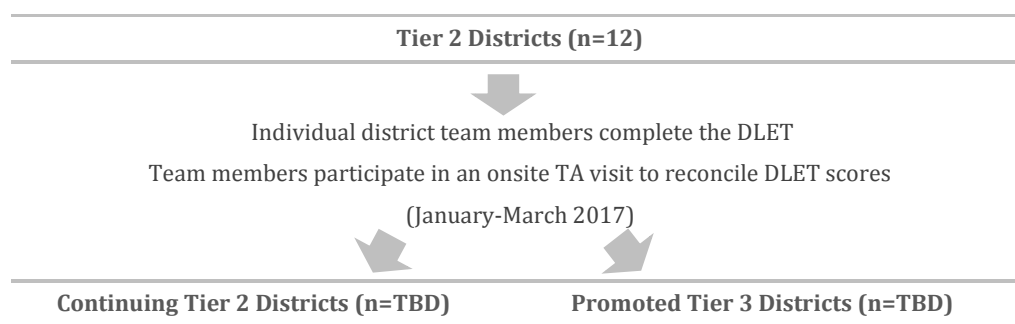 Tier 2 Districts (n=12)
Individual district team members complete the DLET
Team members participate in an onsite TA visit to reconcile DLET scores
(January-March 2017)
Continuing Tier 2 Districts (n=TBD) Promoted Tier 3 Districts (n=TBD)